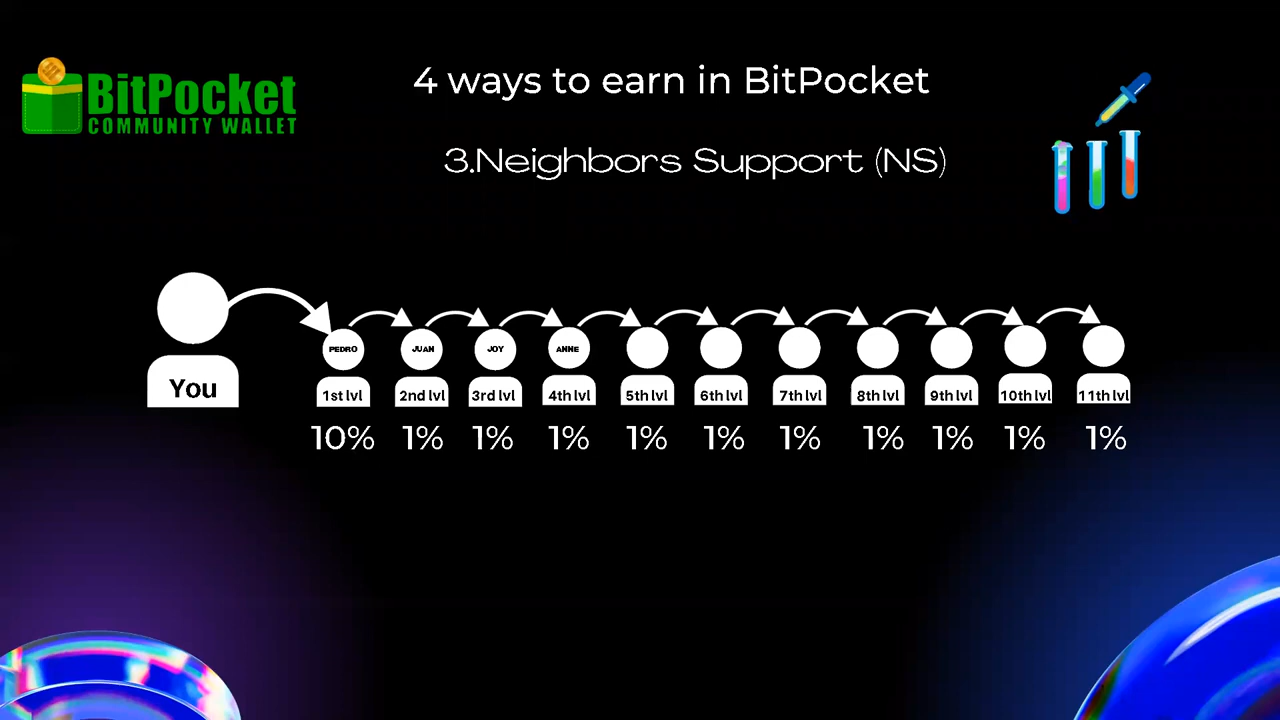 BitPocket
COMMUNITY WALLET
4 ways to earn in BitPocket
3.Neighbors Support (NS)
PEDRO JUAN JOY ANNE
You 1st lvl 2nd lvl 3rd lvl 4th lvl 5th lvl 6th lvl 7th lvl 8th lvl 9th lvl 10th lvl 11th lvl
10% 1% 1% 1% 1% 1% 1% 1% 1% 1% 1%